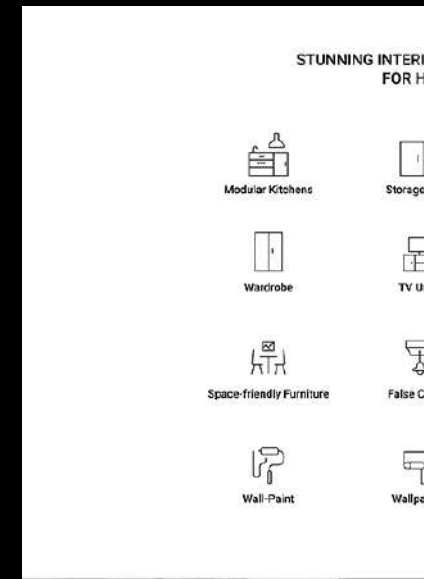 STUNNING INTERI
FOR H
Modular Kitchens
Storage
Wardrobe
TV U
Space-friendly Furniture
False C
Wall-Paint
Wallpa